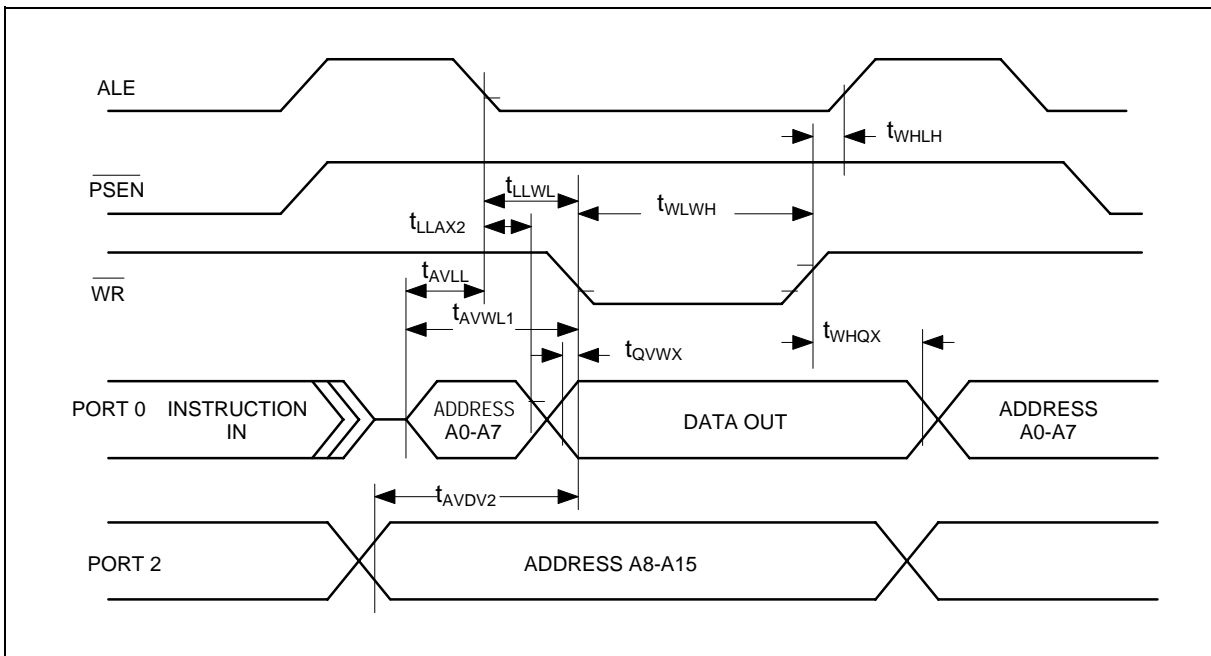 ALE
tWHLH
PSEN
tLLWL
tWLWH
tLLAX2
WR
tAVLL
tAVWL1
tWHQX
tQVWX
PORT 0
INSTRUCTION
IN
ADDRESS
A0-A7
DATA OUT
ADDRESS
A0-A7
tAVDV2
PORT 2
ADDRESS A8-A15